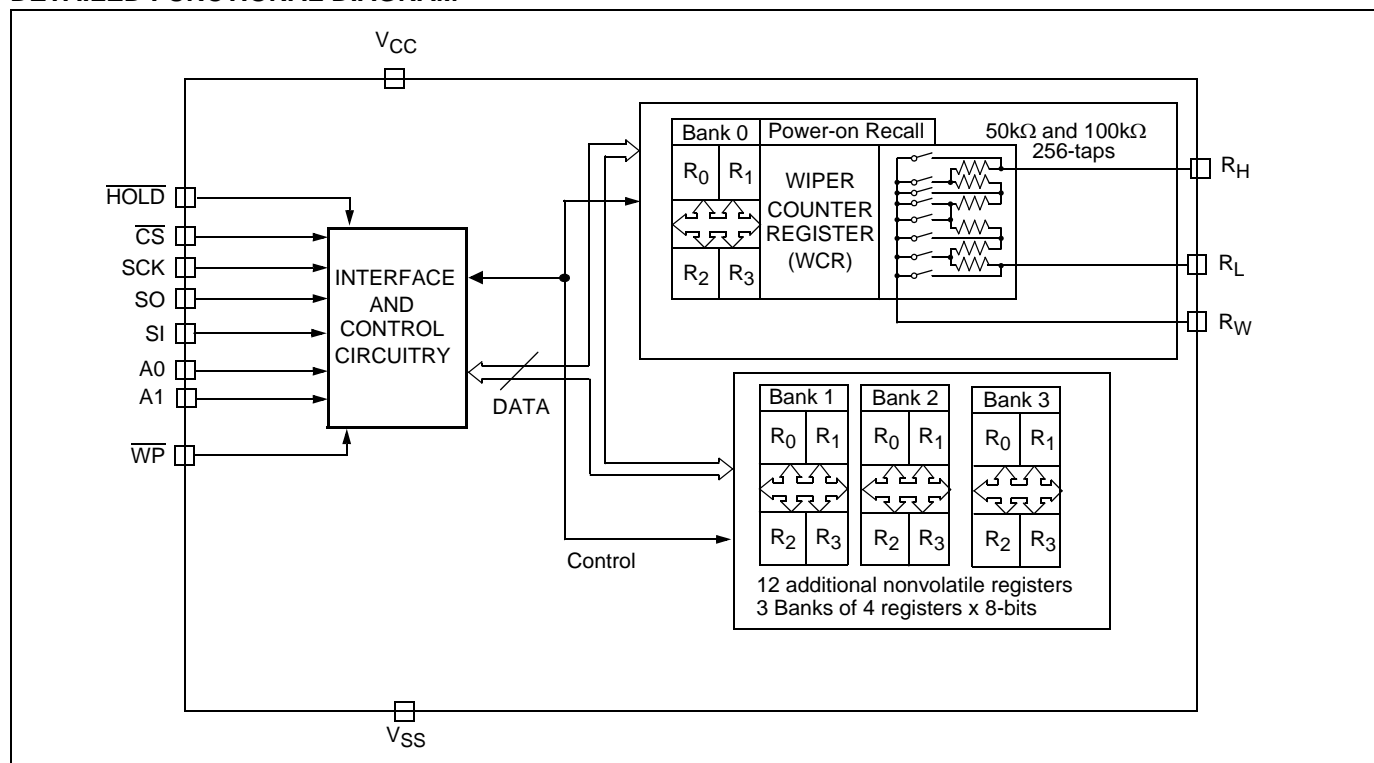 DETAILED FUNCTIONAL DIAGRAM
VCC
HOLD
CS
SCK
SO
SI
A0
A1
WP
INTERFACE
AND
CONTROL
CIRCUITRY
DATA
Control
Bank 0
Power-on Recall
R0 R1
R2 R3
WIPER
COUNTER
REGISTER
(WCR)
50kΩ and 100kΩ
256-taps
RH
RL
RW
Bank 1
R0 R1
R2 R3
Bank 2
R0 R1
R2 R3
Bank 3
R0 R1
R2 R3
12 additional nonvolatile registers
3 Banks of 4 registers x 8-bits
VSS